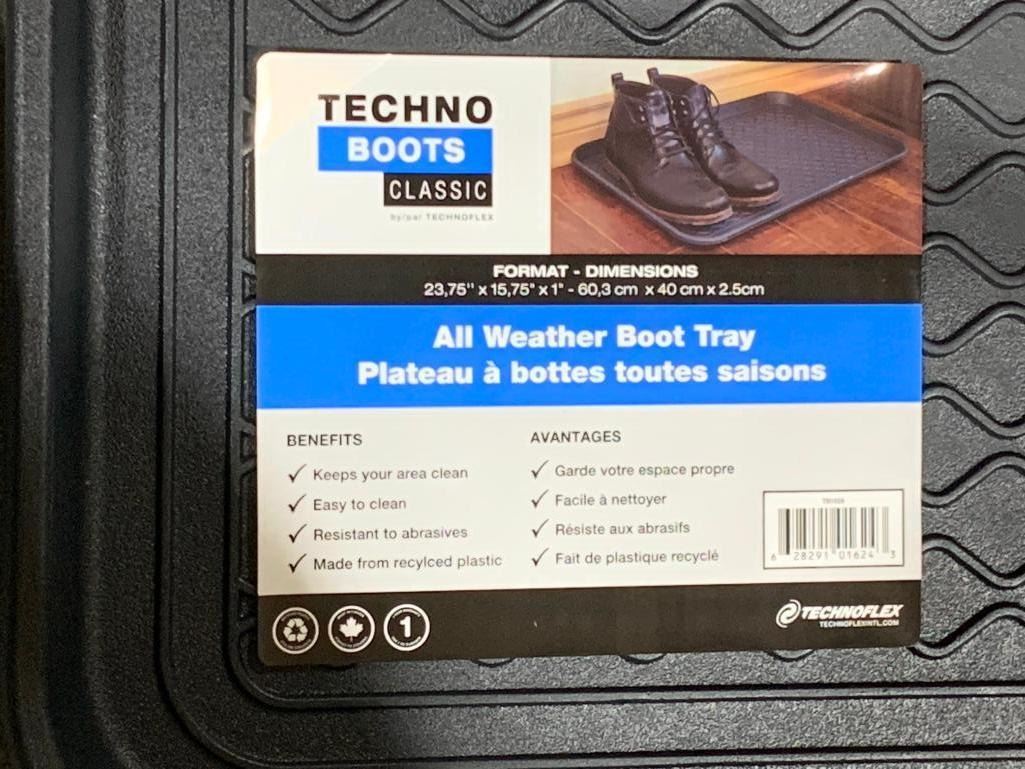 TECHNO
BOOTS
CLASSIC
by/par TECHNOFLEX
FORMAT - DIMENSIONS
23,75'' x 15,75" x 1" - 60,3 cm x 40 cm x 2.5cm
All Weather Boot Tray
Plateau à bottes toutes saisons
BENEFITS
Keeps your area clean
Easy to clean
Resistant to abrasives
Made from recylced plastic
AVANTAGES
Garde votre espace propre
Facile à nettoyer
Résiste aux abrasifs
Fait de plastique recyclé
6 28291 01624 3
1
TECHNOFLEX
TECHNOFLEXINTL.COM